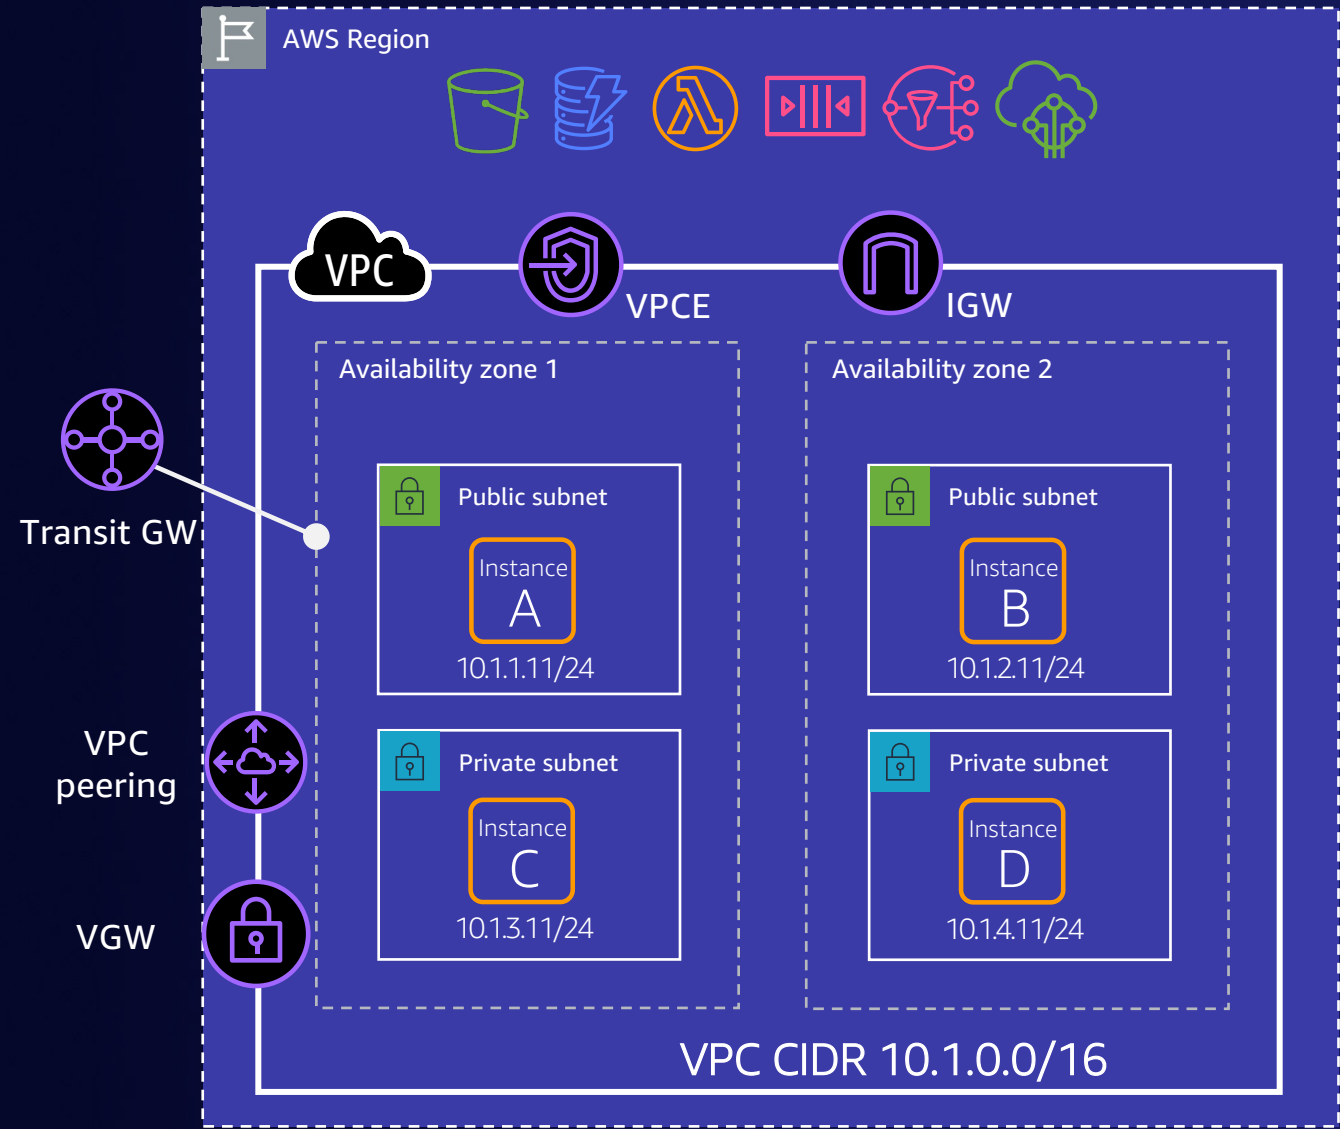 AWS Region
VPC
VPCE
IGW
Availability zone 1
Availability zone 2
Transit GW
Public subnet
Instance
A
10.1.1.11/24
Public subnet
Instance
B
10.1.2.11/24
VPC
peering
Private subnet
Instance
C
10.1.3.11/24
Private subnet
Instance
D
10.1.4.11/24
VGW
VPC CIDR 10.1.0.0/16